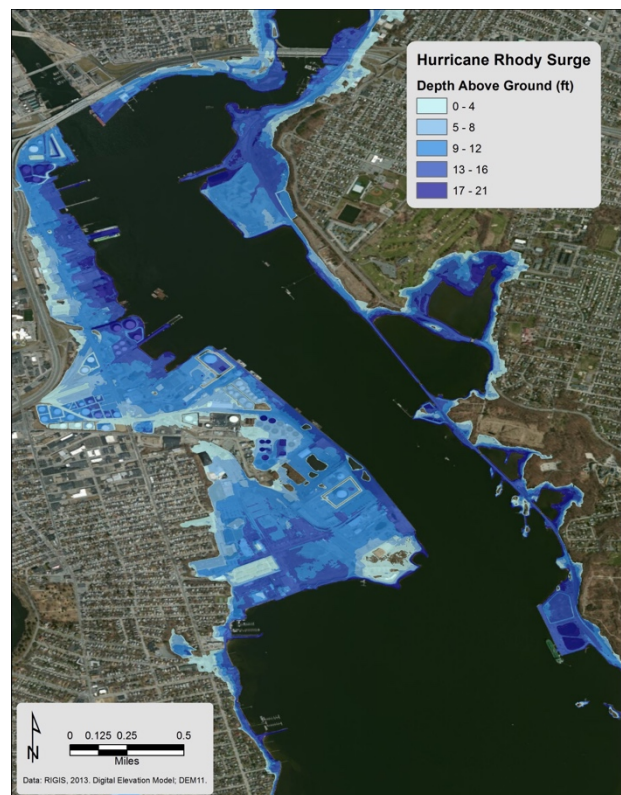 Hurricane Rhody Surge
Depth Above Ground (ft)
0 - 4
5 - 8
9 - 12
13 - 16
17 - 21
N
0 0.125 0.25 0.5
Miles
Data: RIGIS, 2013. Digital Elevation Model; DEM11.